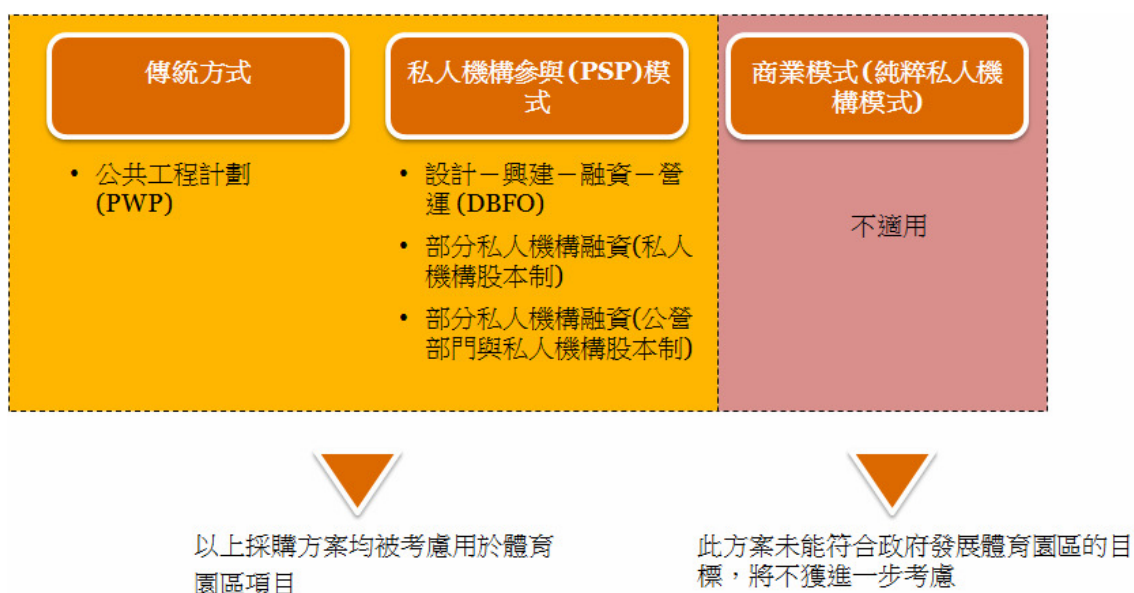 傳統方式
• 公共工程計劃
(PWP)
私人機構參與(PSP)模
式
• 設計－興建－融資－營
運 (DBFO)
• 部分私人機構融資(私人
機構股本制)
• 部分私人機構融資(公營
部門與私人機構股本制)
商業模式(純粹私人機
構模式)
不適用
以上採購方案均被考慮用於體育
園區項目
此方案未能符合政府發展體育園區的目
標，將不獲進一步考慮